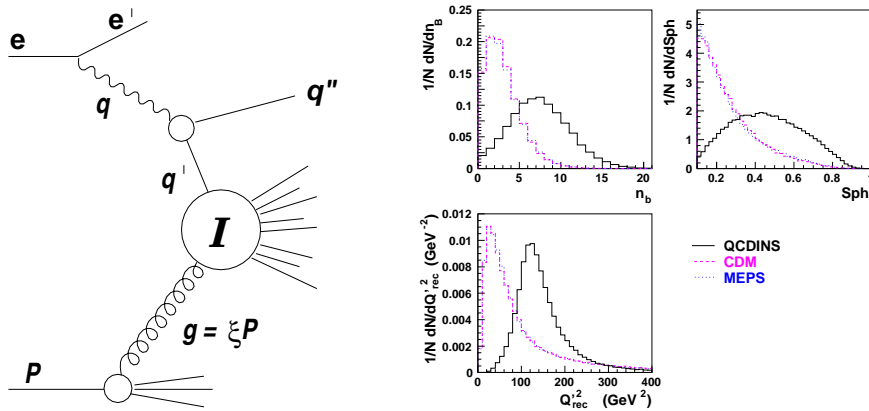 e
e'
q
q''
q'
I
g = ξP
P
1/N dN/dn_B
0.25
0.2
0.15
0.1
0.05
0
0 5 10 15 20
n_b
1/N dN/dSph
5
4
3
2
1
0
0.2 0.4 0.6 0.8 1
Sph
1/N dN/dQ'²_rec (GeV⁻²)
0.012
0.01
0.008
0.006
0.004
0.002
0
0 100 200 300 400
Q'²_rec (GeV²)
QCDINS
CDM
MEPS